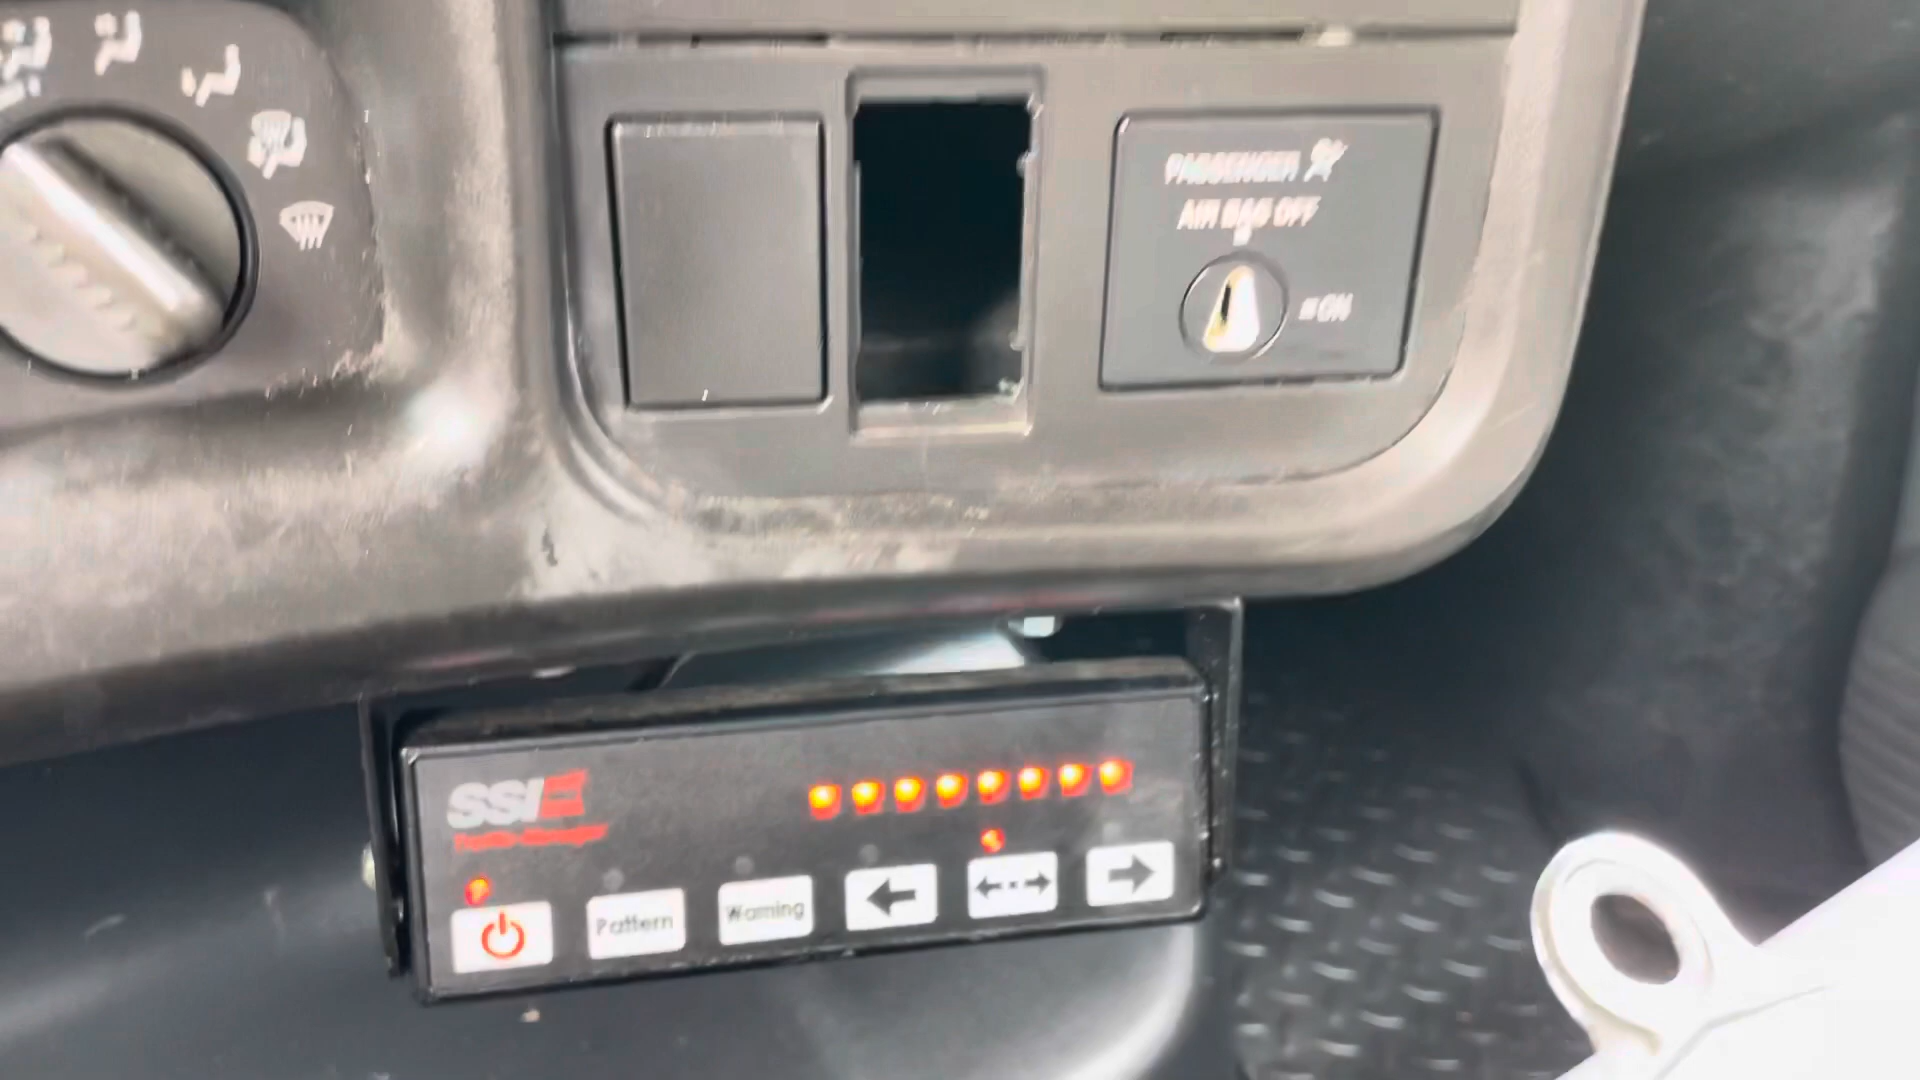 PASSENGER
AIR BAG OFF
ON
SSI
Pattern
Warning